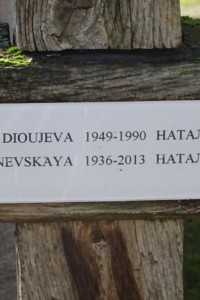 DIOUJEVA 1949-1990 HATAJ
NEVSKAYA 1936-2013 HATAJ